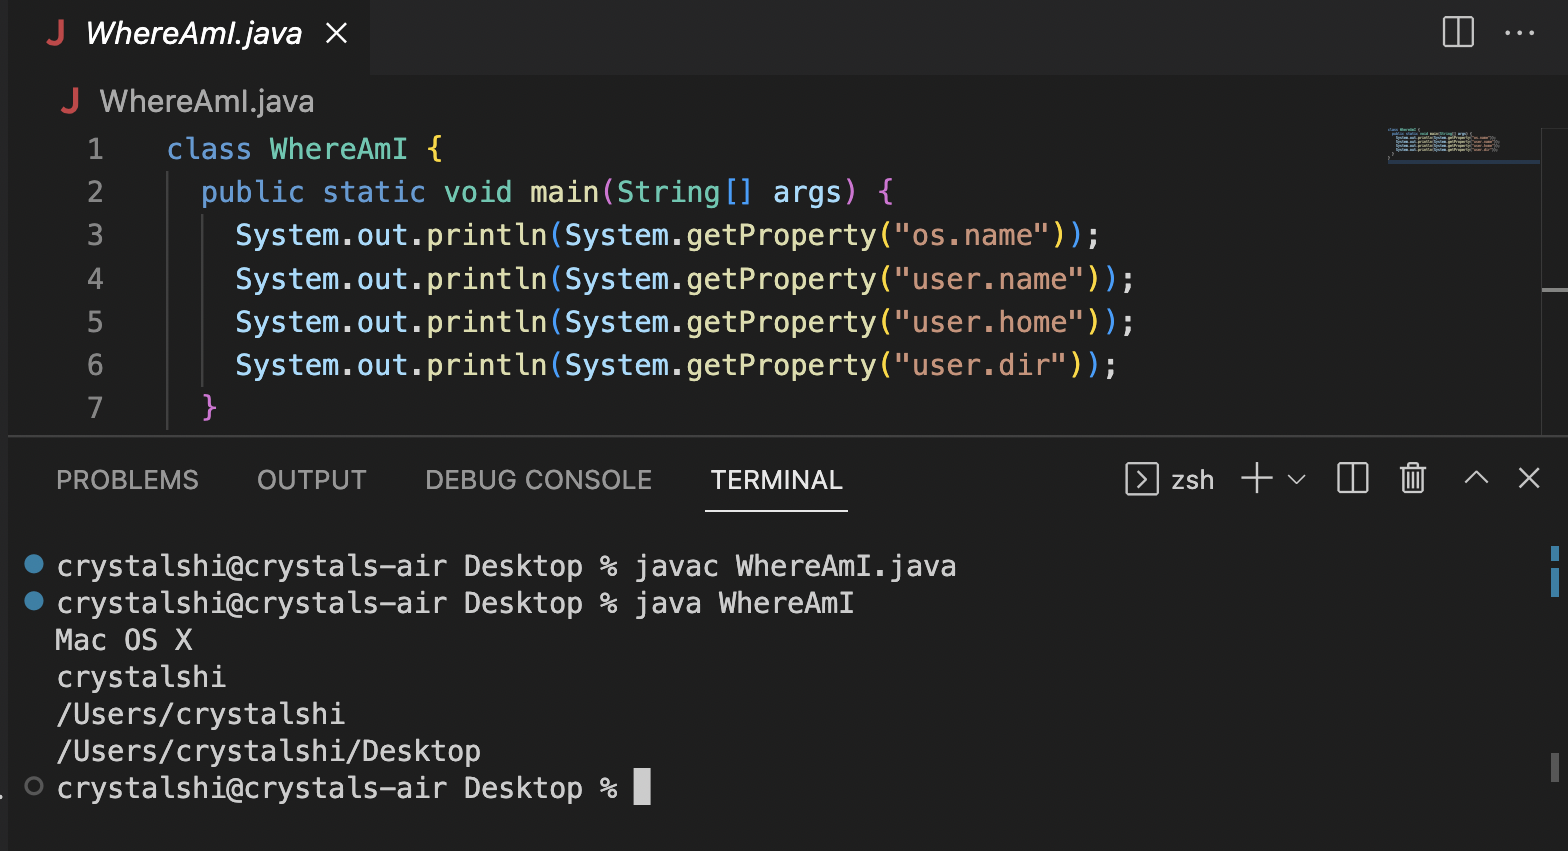 WhereAmI.java
WhereAmI.java
1 class WhereAmI {
2 public static void main(String[] args) {
3 System.out.println(System.getProperty("os.name"));
4 System.out.println(System.getProperty("user.name"));
5 System.out.println(System.getProperty("user.home"));
6 System.out.println(System.getProperty("user.dir"));
7 }
PROBLEMS OUTPUT DEBUG CONSOLE TERMINAL zsh
crystalshi@crystals-air Desktop % javac WhereAmI.java
crystalshi@crystals-air Desktop % java WhereAmI
Mac OS X
crystalshi
/Users/crystalshi
/Users/crystalshi/Desktop
crystalshi@crystals-air Desktop %